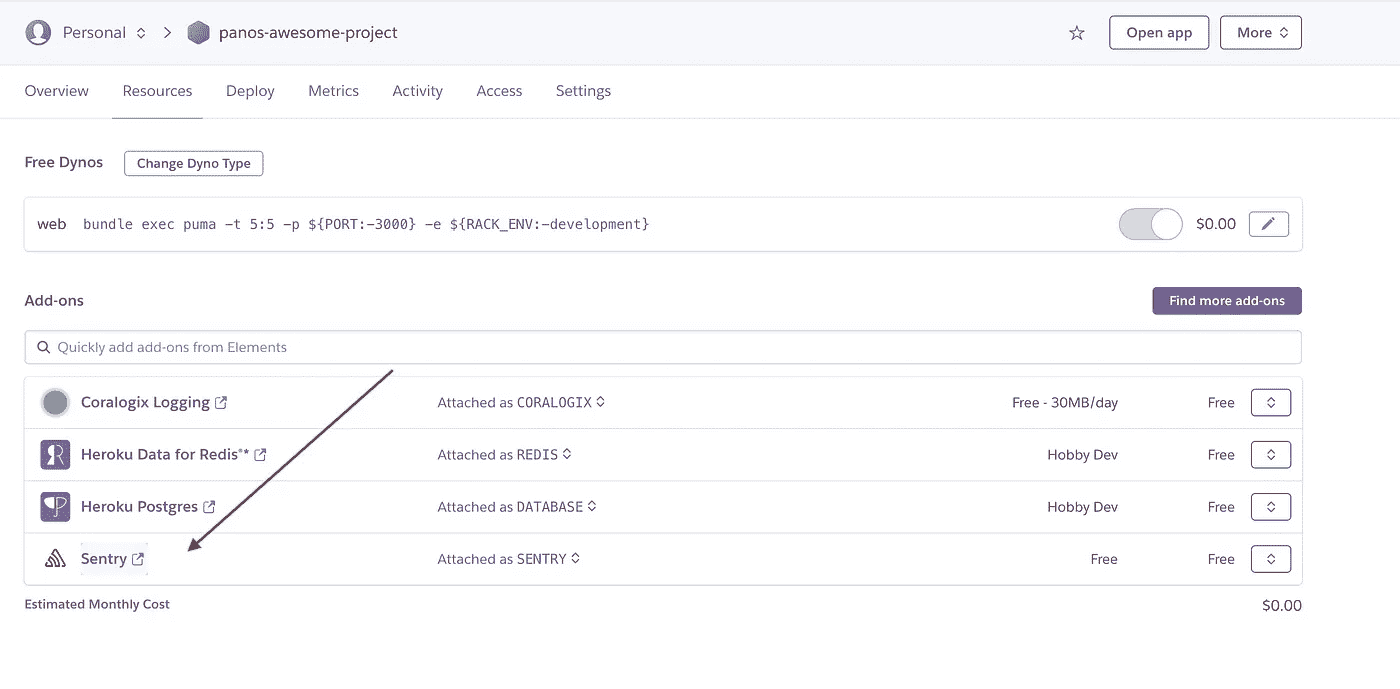 Personal > panos-awesome-project
Open app
More
Overview Resources Deploy Metrics Activity Access Settings
Free Dynos Change Dyno Type
web bundle exec puma -t 5:5 -p ${PORT:-3000} -e ${RACK_ENV:-development} $0.00
Add-ons Find more add-ons
Quickly add add-ons from Elements
Coralogix Logging Attached as CORALOGIX Free - 30MB/day Free
Heroku Data for Redis®* Attached as REDIS Hobby Dev Free
Heroku Postgres Attached as DATABASE Hobby Dev Free
Sentry Attached as SENTRY Free Free
Estimated Monthly Cost $0.00